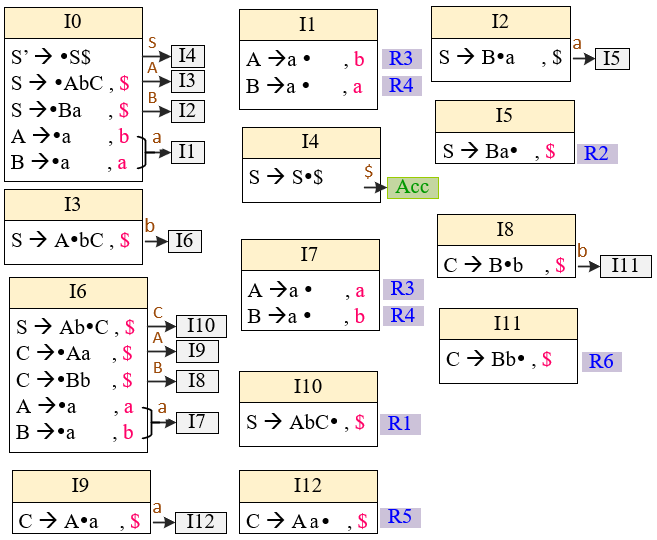 I0
S' → •S$ S I4
S → •AbC , $ A I3
S →•Ba , $ B I2
A →•a , b a
B →•a , a I1
I1
A →a • , b R3
B →a • , a R4
I2
S → B•a , $ a I5
I4
S → S•$ $ Acc
I5
S → Ba• , $ R2
I3
S → A•bC , $ b I6
I7
A →a • , a R3
B →a • , b R4
I8
C → B•b , $ b I11
I6
S → Ab•C , $ C I10
C →•Aa , $ A I9
C →•Bb , $ B I8
A →•a , a a
B →•a , b I7
I11
C → Bb• , $ R6
I10
S → AbC• , $ R1
I9
C → A•a , $ a I12
I12
C → Aa• , $ R5